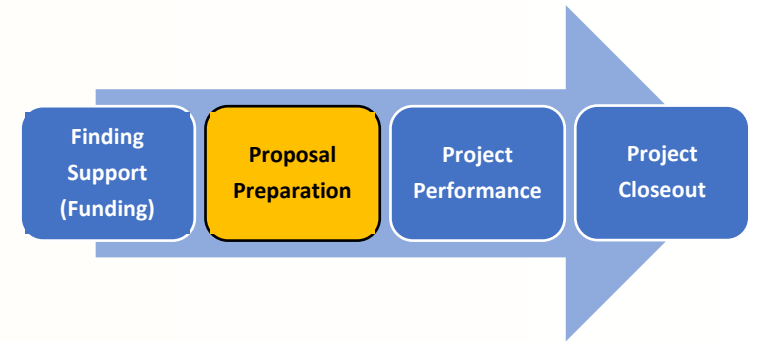 Finding
Support
(Funding)
Proposal
Preparation
Project
Performance
Project
Closeout